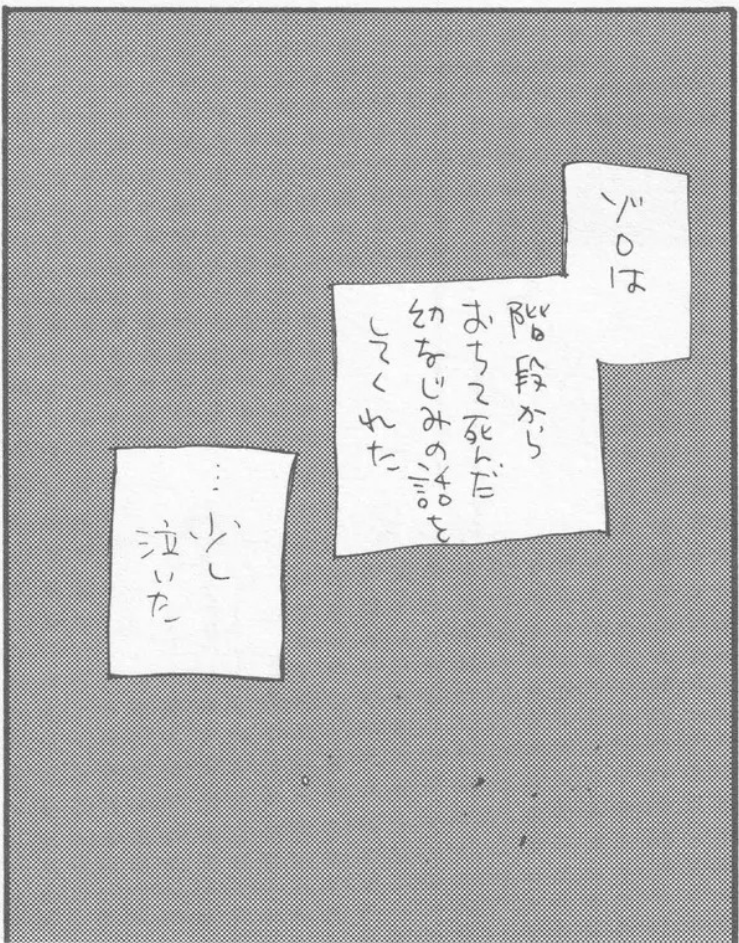 ゾロは
階段から
おちて死んだ
幼なじみの話を
してくれた
…少し
泣いた